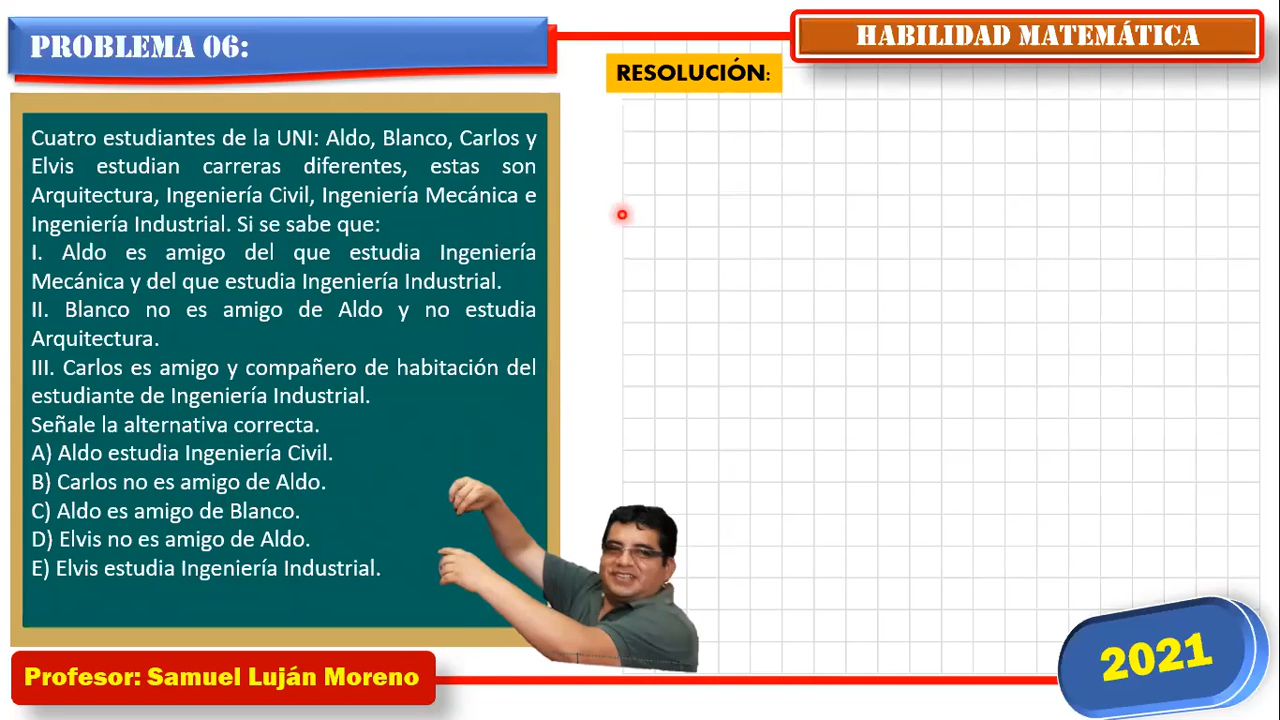 PROBLEMA 06:
HABILIDAD MATEMÁTICA
RESOLUCIÓN:
Cuatro estudiantes de la UNI: Aldo, Blanco, Carlos y
Elvis estudian carreras diferentes, estas son
Arquitectura, Ingeniería Civil, Ingeniería Mecánica e
Ingeniería Industrial. Si se sabe que:
I. Aldo es amigo del que estudia Ingeniería
Mecánica y del que estudia Ingeniería Industrial.
II. Blanco no es amigo de Aldo y no estudia
Arquitectura.
III. Carlos es amigo y compañero de habitación del
estudiante de Ingeniería Industrial.
Señale la alternativa correcta.
A) Aldo estudia Ingeniería Civil.
B) Carlos no es amigo de Aldo.
C) Aldo es amigo de Blanco.
D) Elvis no es amigo de Aldo.
E) Elvis estudia Ingeniería Industrial.
Profesor: Samuel Luján Moreno
2021